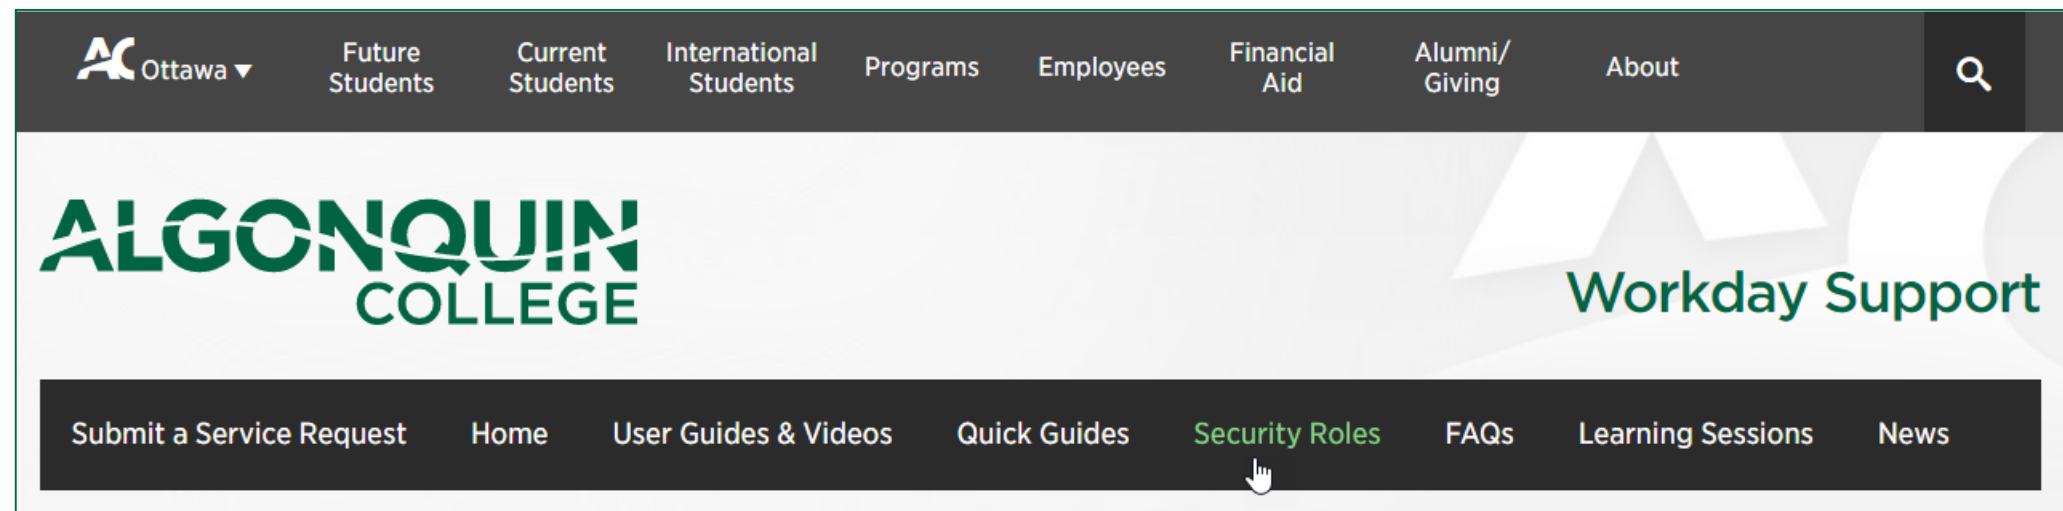 AC Ottawa
Future
Students
Current
Students
International
Students
Programs
Employees
Financial
Aid
Alumni/
Giving
About
ALGONQUIN
COLLEGE
Workday Support
Submit a Service Request
Home
User Guides & Videos
Quick Guides
Security Roles
FAQs
Learning Sessions
News